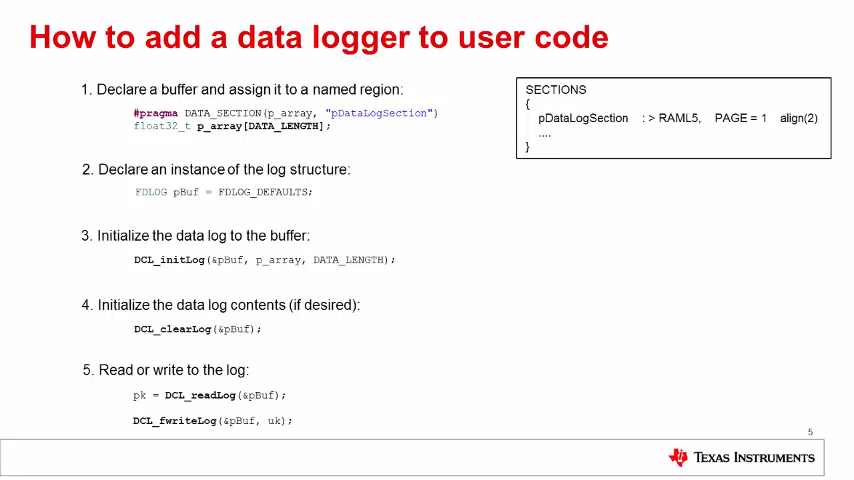 How to add a data logger to user code
1. Declare a buffer and assign it to a named region:
#pragma DATA_SECTION(p_array, "pDataLogSection")
float32_t p_array[DATA_LENGTH];
SECTIONS
{
pDataLogSection : > RAML5, PAGE = 1 align(2)
....
}
2. Declare an instance of the log structure:
FDLOG pBuf = FDLOG_DEFAULTS;
3. Initialize the data log to the buffer:
DCL_initLog(&pBuf, p_array, DATA_LENGTH);
4. Initialize the data log contents (if desired):
DCL_clearLog(&pBuf);
5. Read or write to the log:
pk = DCL_readLog(&pBuf);
DCL_fwriteLog(&pBuf, uk);
5
TEXAS INSTRUMENTS